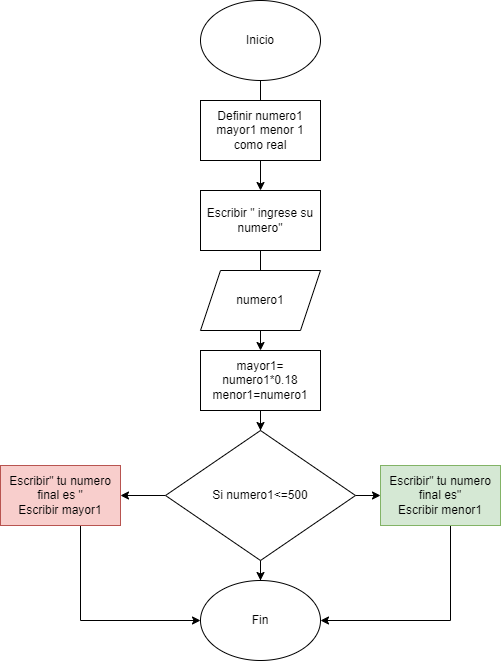 Inicio
Definir numero1
mayor1 menor 1
como real
Escribir " ingrese su
numero"
numero1
mayor1=
numero1*0.18
menor1=numero1
Si numero1<=500
Escribir" tu numero
final es "
Escribir mayor1
Escribir" tu numero
final es"
Escribir menor1
Fin